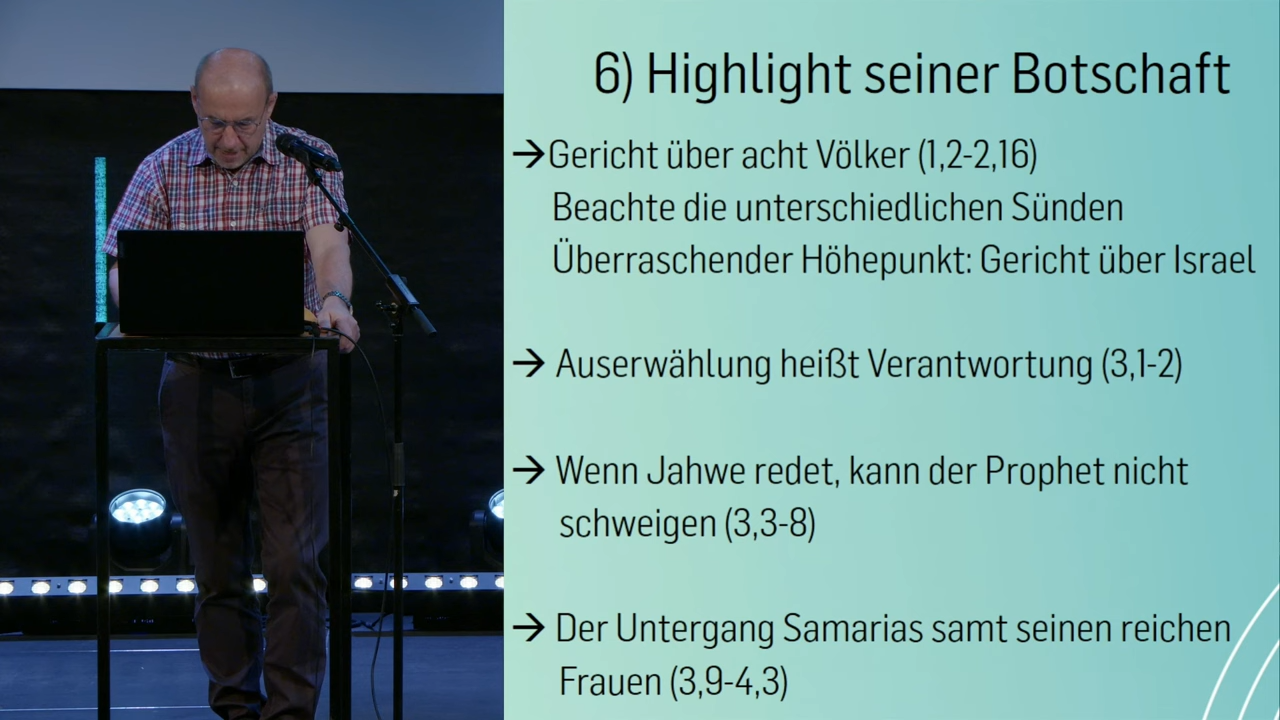 6) Highlight seiner Botschaft
→Gericht über acht Völker (1,2-2,16)
Beachte die unterschiedlichen Sünden
Überraschender Höhepunkt: Gericht über Israel
→ Auserwählung heißt Verantwortung (3,1-2)
→ Wenn Jahwe redet, kann der Prophet nicht
schweigen (3,3-8)
→ Der Untergang Samarias samt seinen reichen
Frauen (3,9-4,3)